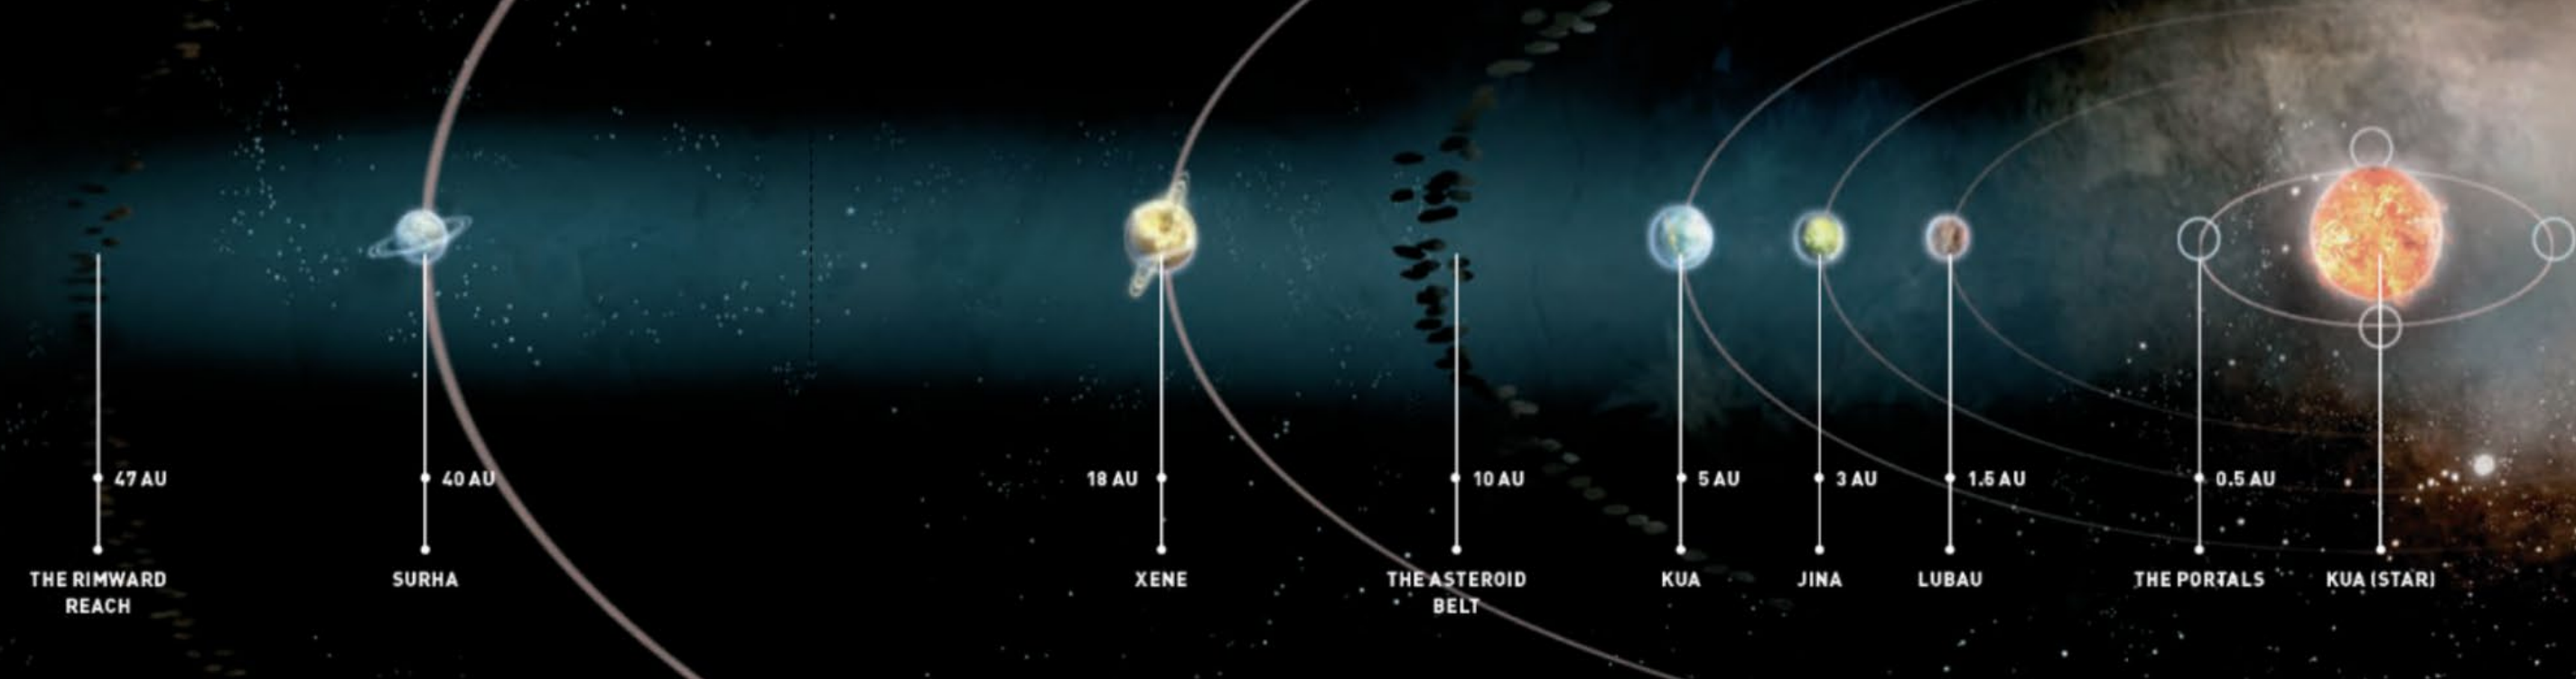 47 AU
40 AU
18 AU
10 AU
5 AU
3 AU
1.5 AU
0.5 AU
THE RIMWARD
REACH
SURHA
XENE
THE ASTEROID
BELT
KUA
JINA
LUBAU
THE PORTALS
KUA (STAR)